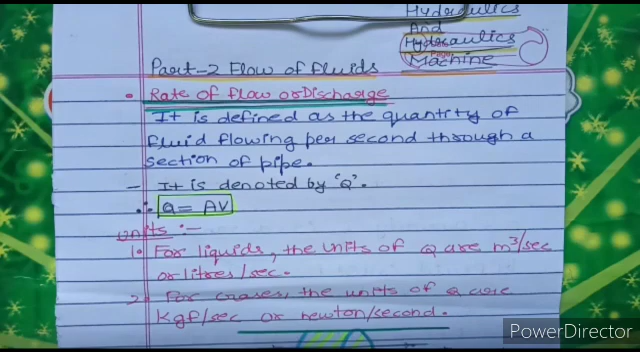 Hydraulics
And
Hydraulics
Machine
Part-2 Flow of fluids
• Rate of flow or Discharge
It is defined as the quantity of
fluid flowing per second through a
section of pipe.
- It is denoted by 'Q'.
∴ Q = AV
Units :-
1. For liquids, the units of Q are m³/sec
or litres/sec.
2. For Gases, the units of Q are
Kgf/sec or newton/second.
PowerDirector